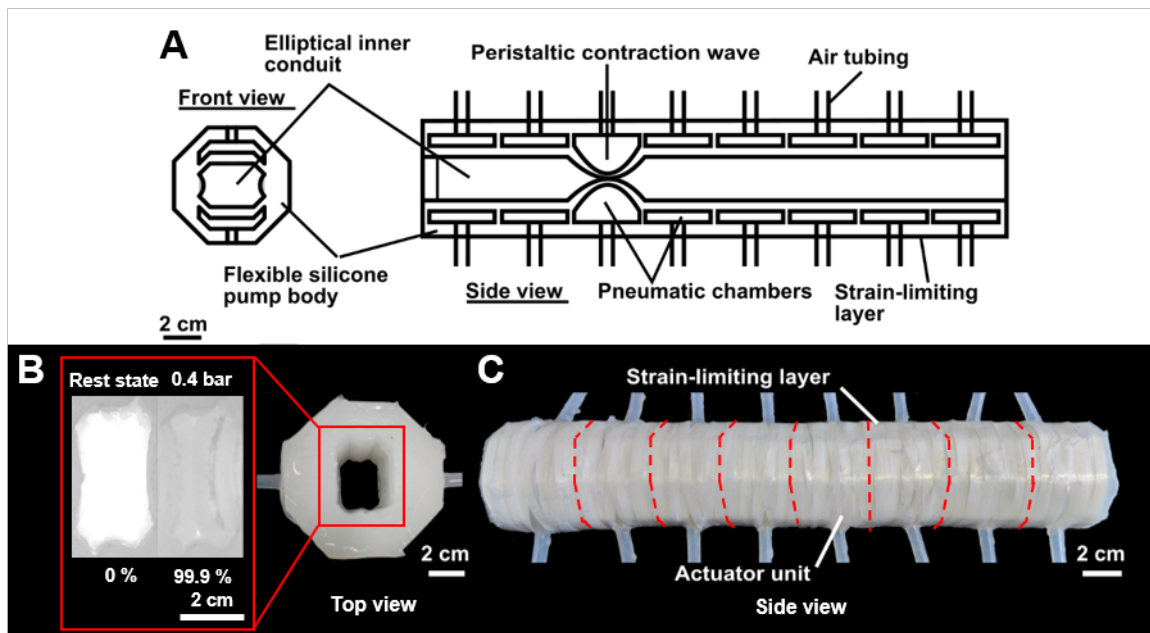 A
Elliptical inner
conduit
Peristaltic contraction wave
Air tubing
Front view
Flexible silicone
pump body
Side view
Pneumatic chambers
Strain-limiting
layer
2 cm
B
Rest state 0.4 bar
0 % 99.9 %
2 cm
Top view
2 cm
C
Strain-limiting layer
Actuator unit
2 cm
Side view